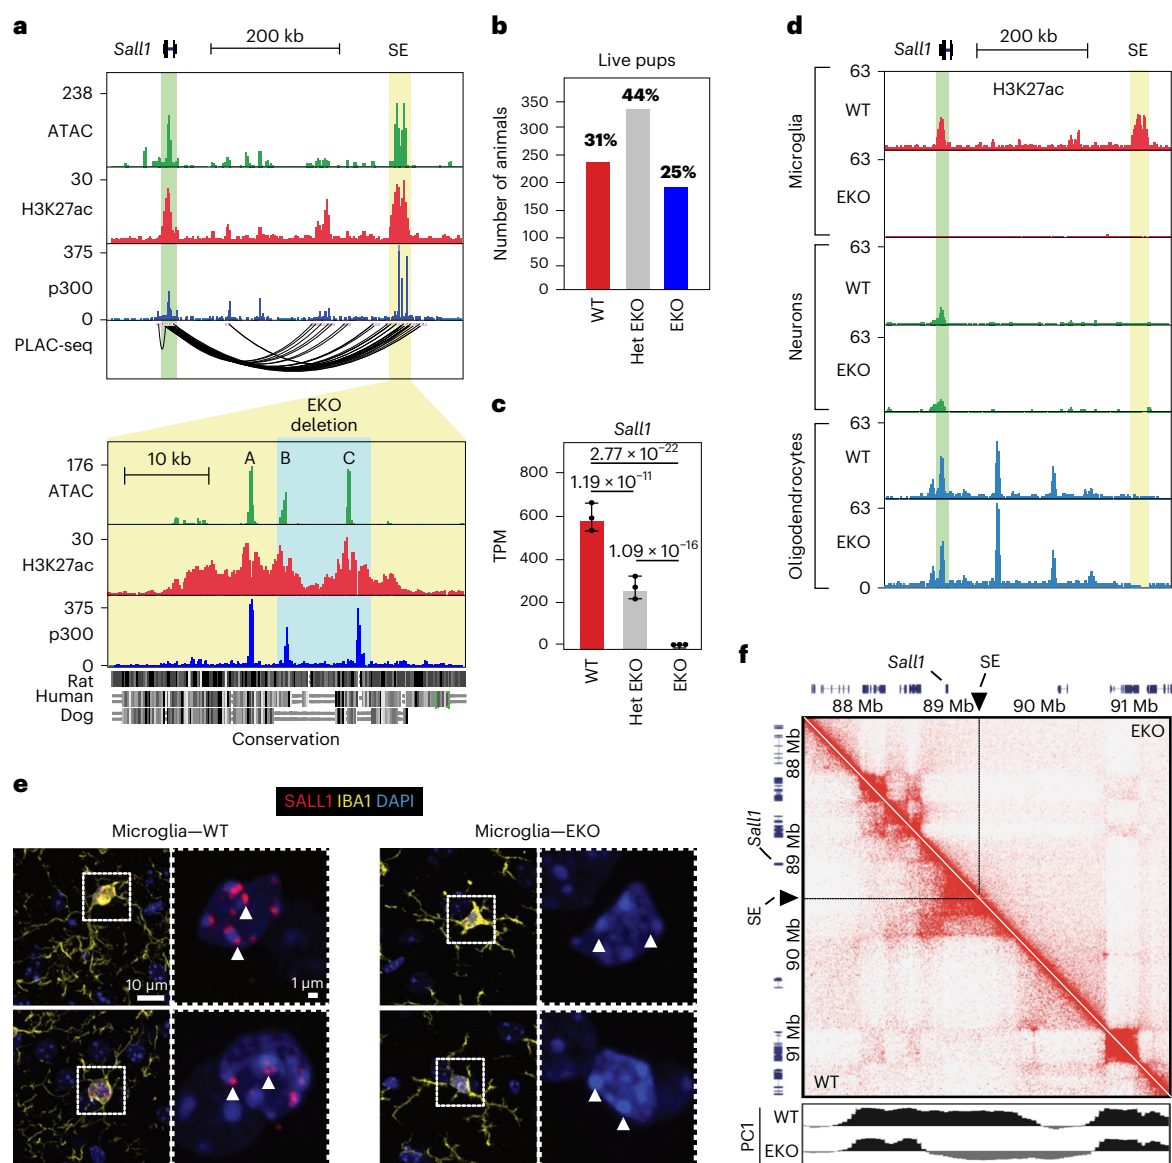 a
Sall1
200 kb
SE
238
ATAC
30
H3K27ac
375
p300
0
PLAC-seq
EKO
deletion
176
10 kb
A
B
C
ATAC
30
H3K27ac
375
p300
0
Rat
Human
Dog
Conservation
b
Live pups
Number of animals
350
300
250
200
150
100
50
0
31%
44%
25%
WT
Het EKO
EKO
c
Sall1
TPM
800
600
400
200
0
2.77 × 10⁻²²
1.19 × 10⁻¹¹
1.09 × 10⁻¹⁶
WT
Het EKO
EKO
d
Sall1
200 kb
SE
H3K27ac
Microglia
63
WT
63
EKO
Neurons
63
WT
63
EKO
Oligodendrocytes
63
WT
63
EKO
0
e
SALL1 IBA1 DAPI
Microglia—WT
Microglia—EKO
10 µm
1 µm
f
Sall1
SE
88 Mb
89 Mb
90 Mb
91 Mb
EKO
88 Mb
Sall1
89 Mb
SE
90 Mb
91 Mb
WT
PC1
WT
EKO